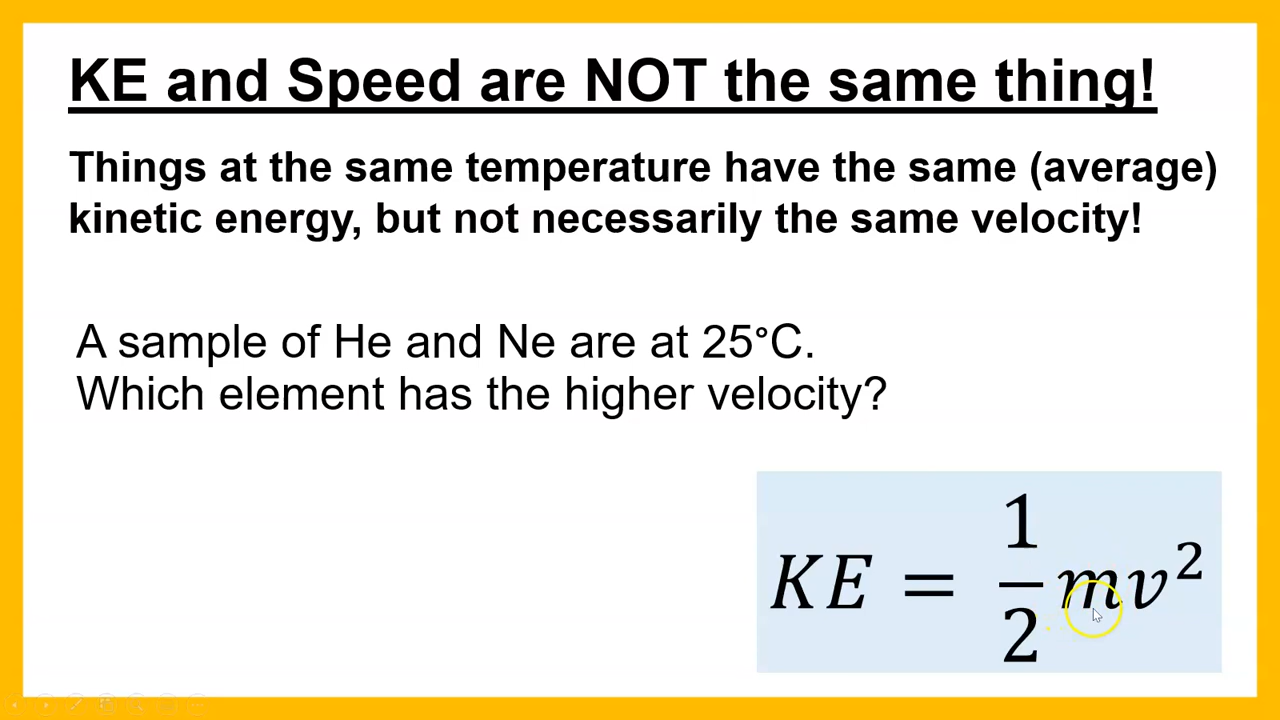 KE and Speed are NOT the same thing!
Things at the same temperature have the same (average)
kinetic energy, but not necessarily the same velocity!
A sample of He and Ne are at 25°C.
Which element has the higher velocity?
KE = 1/2 mv²